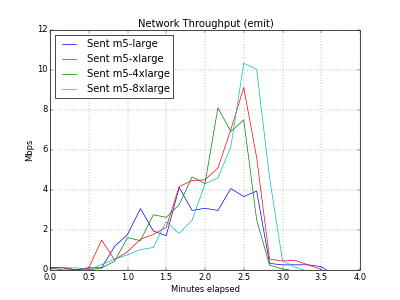 Network Throughput (emit)
12
10
8
6
4
2
0
Mbps
Sent m5-large
Sent m5-xlarge
Sent m5-4xlarge
Sent m5-8xlarge
0.0 0.5 1.0 1.5 2.0 2.5 3.0 3.5 4.0
Minutes elapsed